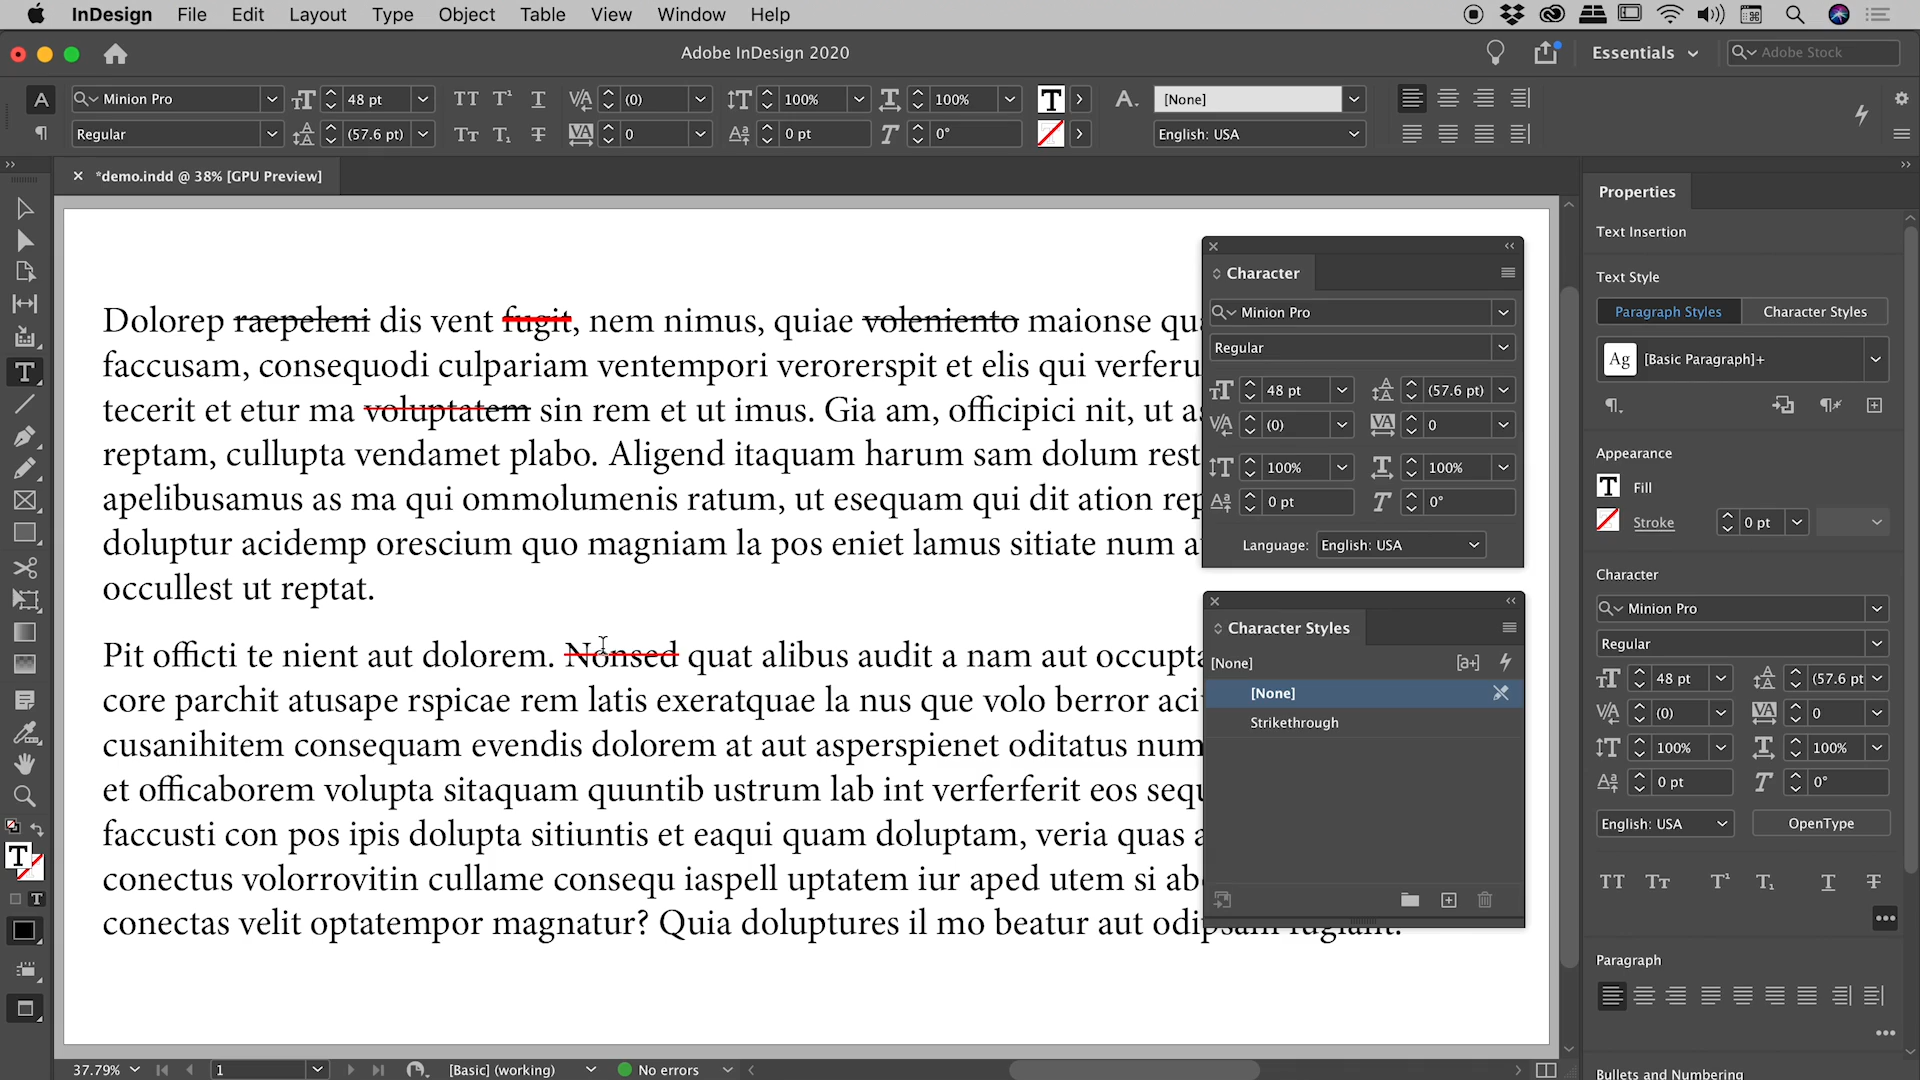 InDesign File Edit Layout Type Object Table View Window Help
Adobe InDesign 2020
Essentials
Adobe Stock
A Minion Pro 48 pt (0) 100% 100% [None]
Regular (57.6 pt) 0 0 pt 0° English: USA
*demo.indd @ 38% [GPU Preview]
Dolorep raepeleni dis vent fugit, nem nimus, quiae voleniento maionse qu
faccusam, consequodi culpariam ventempori verorerspit et elis qui verferu
tecerit et etur ma voluptatem sin rem et ut imus. Gia am, officipici nit, ut a
reptam, cullupta vendamet plabo. Aligend itaquam harum sam dolum rest
apelibusamus as ma qui ommolumenis ratum, ut esequam qui dit ation rep
doluptur acidemp orescium quo magniam la pos eniet lamus sitiate num a
occullest ut reptat.
Pit officti te nient aut dolorem. Nonsed quat alibus audit a nam aut occupta
core parchit atusape rspicae rem latis exeratquae la nus que volo berror aci
cusanihitem consequam evendis dolorem at aut asperspienet oditatus num
et officaborem volupta sitaquam quuntib ustrum lab int verferferit eos sequ
faccusti con pos ipis dolupta sitiuntis et eaqui quam doluptam, veria quas a
conectus volorrovitin cullame consequ iaspell uptatem iur aped utem si ab
conectas velit optatempor magnatur? Quia doluptures il mo beatur aut odipsam fugiant.
Character
Minion Pro
Regular
48 pt (57.6 pt)
(0) 0
100% 100%
0 pt 0°
Language: English: USA
Character Styles
[None] [a+]
[None]
Strikethrough
Properties
Text Insertion
Text Style
Paragraph Styles Character Styles
Ag [Basic Paragraph]+
Appearance
Fill
Stroke 0 pt
Character
Minion Pro
Regular
48 pt (57.6 pt
(0) 0
100% 100%
0 pt 0°
English: USA OpenType
Paragraph
Bullets and Numbering
37.79% 1 [Basic] (working) No errors